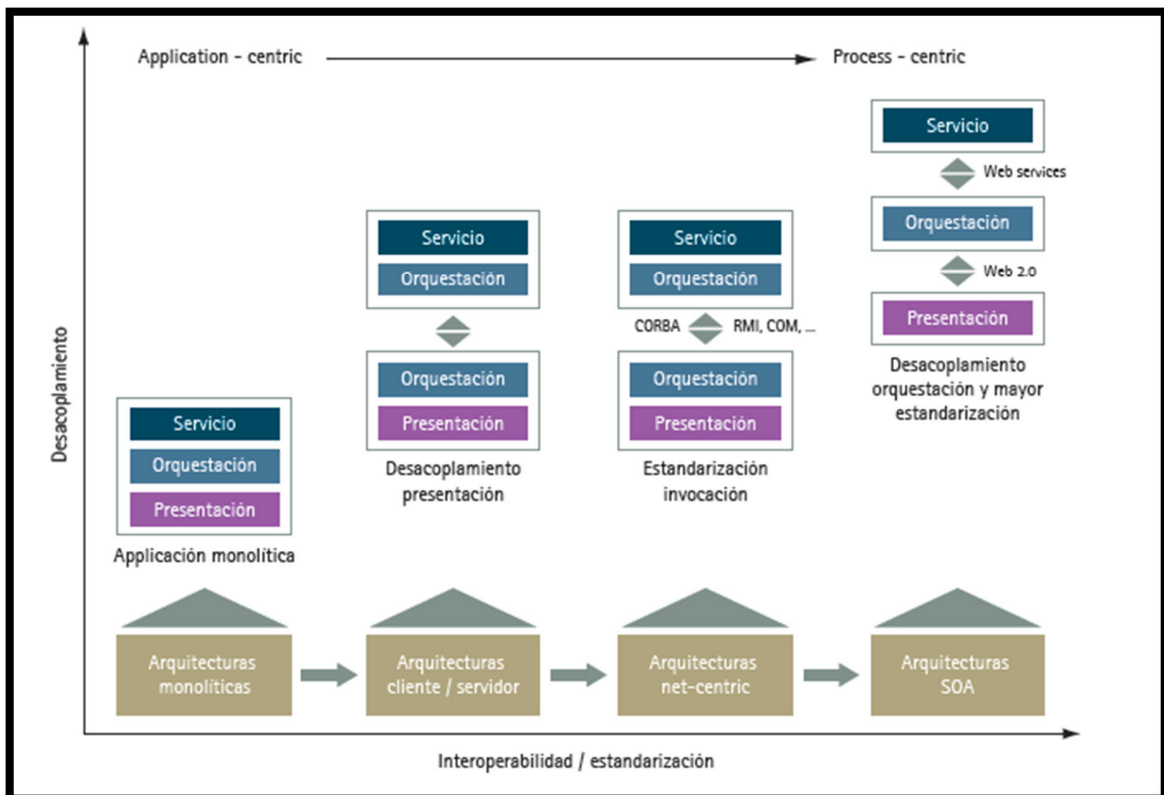 Application - centric
Process - centric
Servicio
Web services
Orquestación
Web 2.0
Presentación
Desacoplamiento
orquestación y mayor
estandarización
Servicio
Orquestación
CORBA
RMI, COM, ...
Orquestación
Presentación
Estandarización
invocación
Servicio
Orquestación
Orquestación
Presentación
Desacoplamiento
presentación
Servicio
Orquestación
Presentación
Applicación monolítica
Desacoplamiento
Arquitecturas
monolíticas
Arquitecturas
cliente / servidor
Arquitecturas
net-centric
Arquitecturas
SOA
Interoperabilidad / estandarización